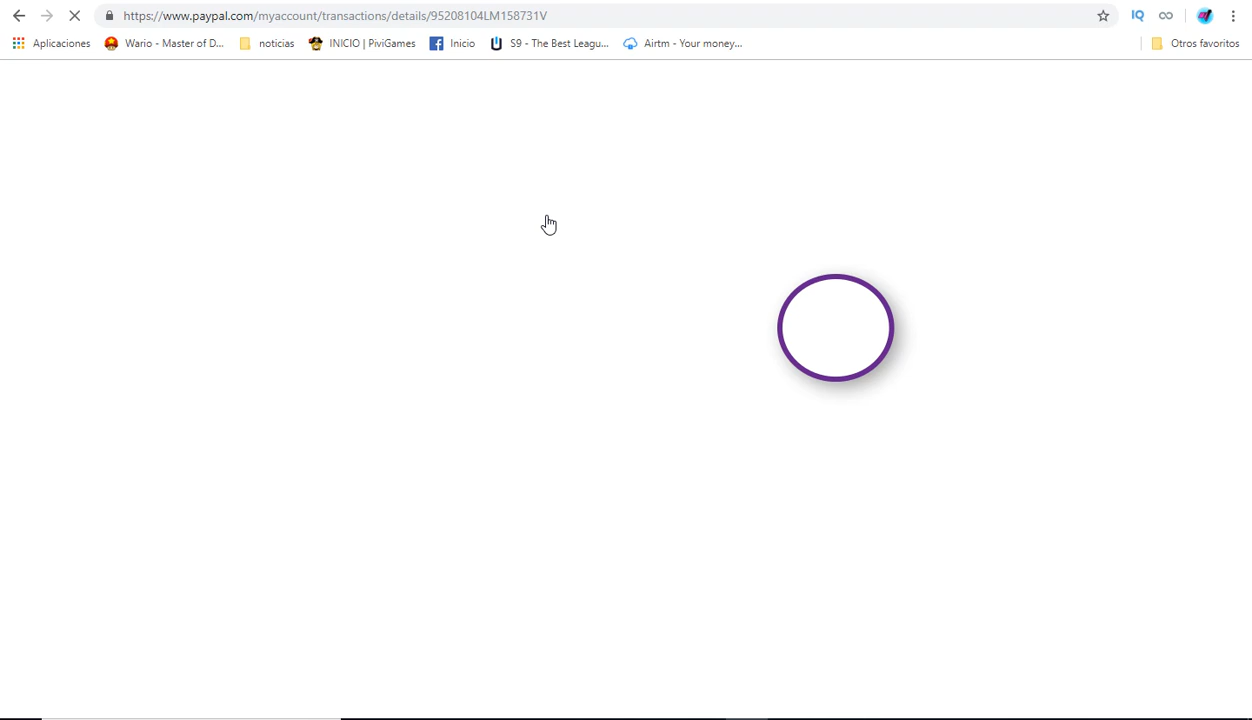 https://www.paypal.com/myaccount/transactions/details/95208104LM158731V
IQ
Aplicaciones Wario - Master of D... noticias INICIO | PiviGames Inicio S9 - The Best Leagu... Airtm - Your money... Otros favoritos